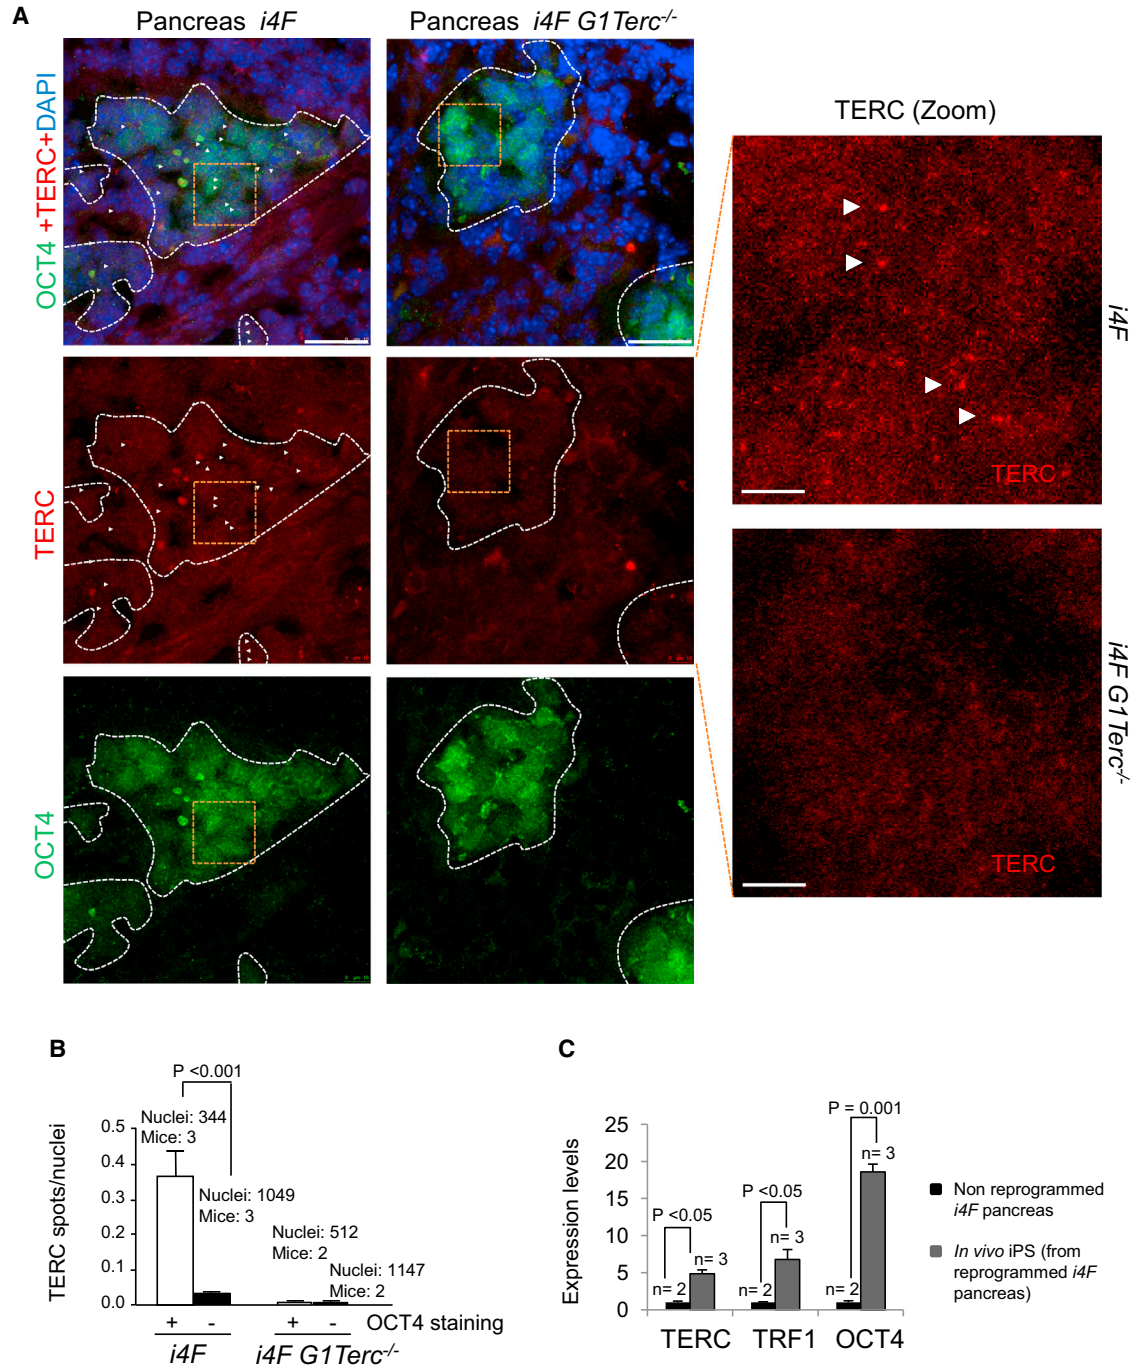 A
Pancreas i4F
Pancreas i4F G1Terc-/-
OCT4 +TERC+DAPI
TERC (Zoom)
i4F
TERC
TERC
i4F G1Terc-/-
TERC
OCT4
B
P <0.001
TERC spots/nuclei
0.5
0.4
0.3
0.2
0.1
0.0
Nuclei: 344
Mice: 3
Nuclei: 1049
Mice: 3
Nuclei: 512
Mice: 2
Nuclei: 1147
Mice: 2
+ - + - OCT4 staining
i4F i4F G1Terc-/-
C
Expression levels
25
20
15
10
5
0
P <0.05
n= 2
n= 3
P <0.05
n= 2
n= 3
P = 0.001
n= 2
n= 3
TERC TRF1 OCT4
Non reprogrammed
i4F pancreas
In vivo iPS (from
reprogrammed i4F
pancreas)